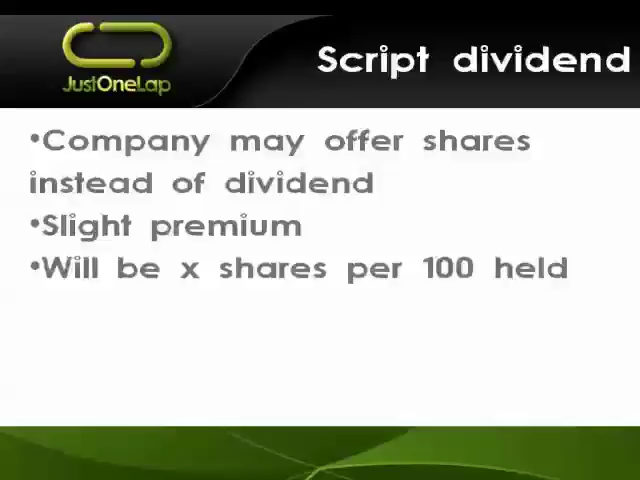 Script dividend
JustOneLap
•Company may offer shares
instead of dividend
•Slight premium
•Will be x shares per 100 held